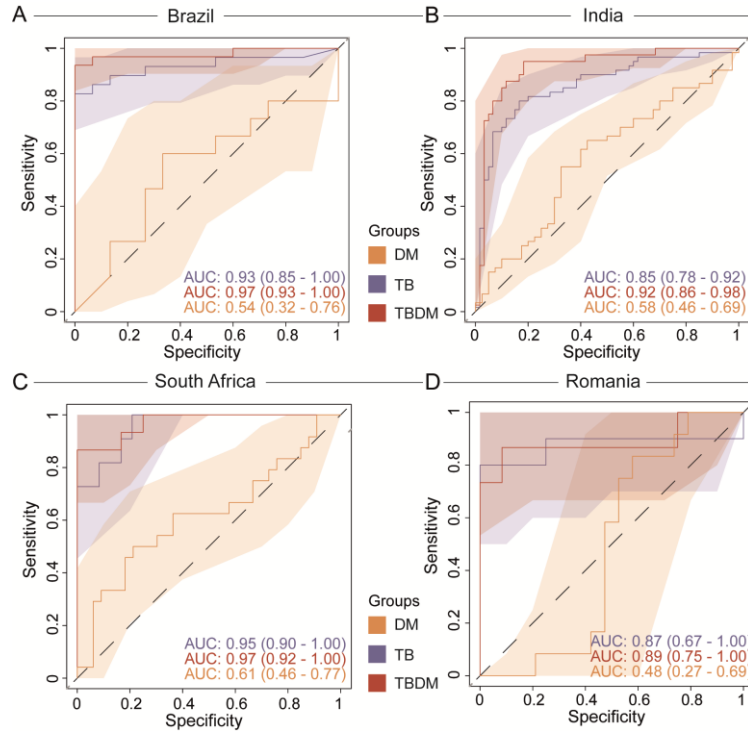 A Brazil
B India
Sensitivity
0 0.2 0.4 0.6 0.8 1
AUC: 0.93 (0.85 - 1.00)
AUC: 0.97 (0.93 - 1.00)
AUC: 0.54 (0.32 - 0.76)
0 0.2 0.4 0.6 0.8 1
Specificity
Groups
DM
TB
TBDM
Sensitivity
0 0.2 0.4 0.6 0.8 1
AUC: 0.85 (0.78 - 0.92)
AUC: 0.92 (0.86 - 0.98)
AUC: 0.58 (0.46 - 0.69)
0 0.2 0.4 0.6 0.8 1
Specificity
C South Africa
D Romania
Sensitivity
0 0.2 0.4 0.6 0.8 1
AUC: 0.95 (0.90 - 1.00)
AUC: 0.97 (0.92 - 1.00)
AUC: 0.61 (0.46 - 0.77)
0 0.2 0.4 0.6 0.8 1
Specificity
Groups
DM
TB
TBDM
Sensitivity
0 0.2 0.4 0.6 0.8 1
AUC: 0.87 (0.67 - 1.00
AUC: 0.89 (0.75 - 1.00)
AUC: 0.48 (0.27 - 0.69
0 0.2 0.4 0.6 0.8 1
Specificity